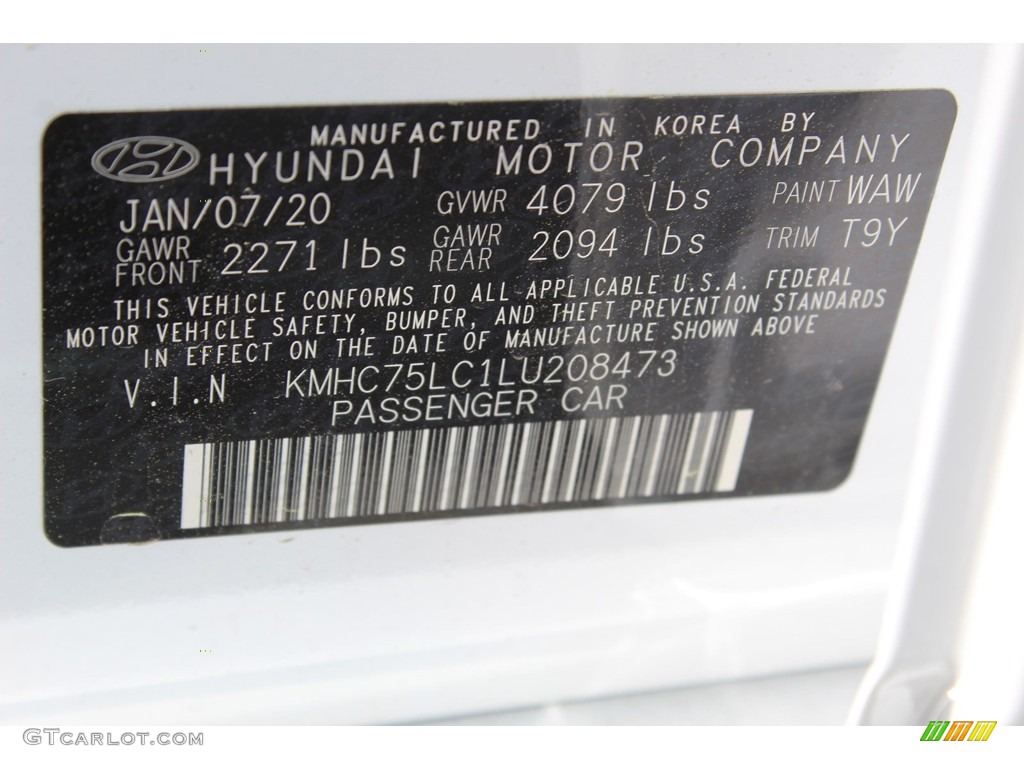 MANUFACTURED IN KOREA BY
HYUNDAI MOTOR COMPANY
JAN/07/20 GVWR 4079 lbs PAINT WAW
GAWR FRONT 2271 lbs GAWR REAR 2094 lbs TRIM T9Y
THIS VEHICLE CONFORMS TO ALL APPLICABLE U.S.A. FEDERAL
MOTOR VEHICLE SAFETY, BUMPER, AND THEFT PREVENTION STANDARDS
IN EFFECT ON THE DATE OF MANUFACTURE SHOWN ABOVE
V.I.N KMHC75LC1LU208473
PASSENGER CAR
GTCARLOT.COM